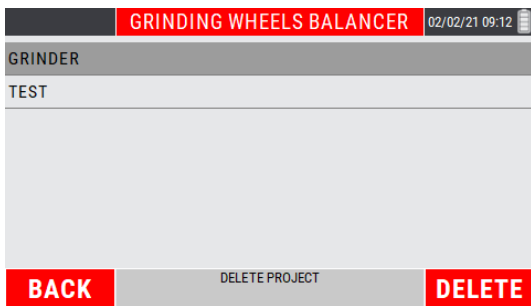 GRINDING WHEELS BALANCER 02/02/21 09:12
GRINDER
TEST
BACK DELETE PROJECT DELETE